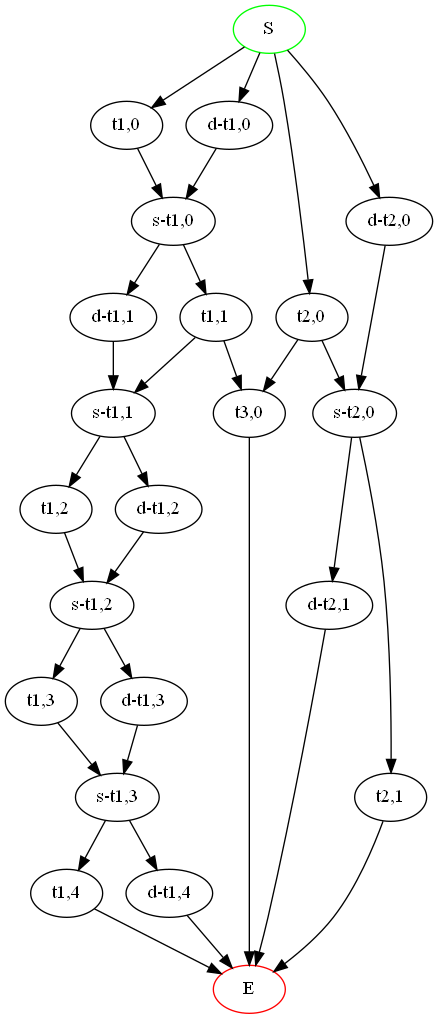 S
t1,0
d-t1,0
s-t1,0
d-t2,0
d-t1,1
t1,1
t2,0
s-t1,1
t3,0
s-t2,0
t1,2
d-t1,2
s-t1,2
d-t2,1
t1,3
d-t1,3
s-t1,3
t2,1
t1,4
d-t1,4
E